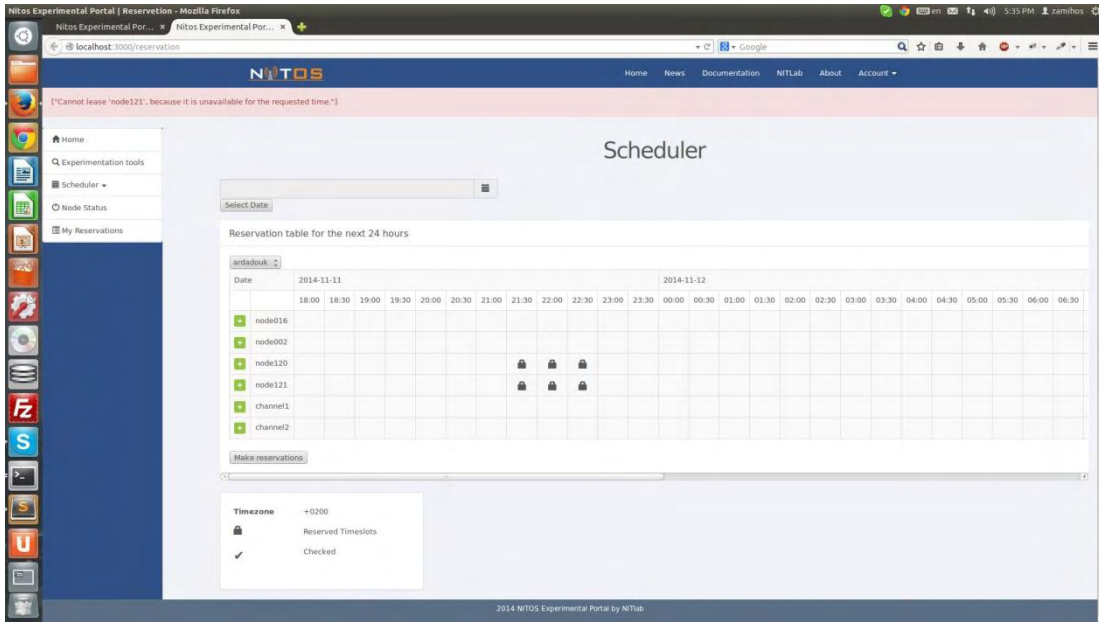 Nitos Experimental Portal | Reservetion - Mozilla Firefox
en 5:35 PM zamihos
Nitos Experimental Por... × Nitos Experimental Por... ×
localhost:3000/reservation Google
NITOS Home News Documentation NITLab About Account
["Cannot lease 'node121', because it is unavailable for the requested time."]
Home
Experimentation tools
Scheduler
Node Status
My Reservations
Scheduler
Select Date
Reservation table for the next 24 hours
ardadouk
Date 2014-11-11 2014-11-12
18:00 18:30 19:00 19:30 20:00 20:30 21:00 21:30 22:00 22:30 23:00 23:30 00:00 00:30 01:00 01:30 02:00 02:30 03:00 03:30 04:00 04:30 05:00 05:30 06:00 06:30
node016
node002
node120
node121
channel1
channel2
Make reservations
Timezone +0200
Reserved Timeslots
Checked
2014 NITOS Experimental Portal by NITlab